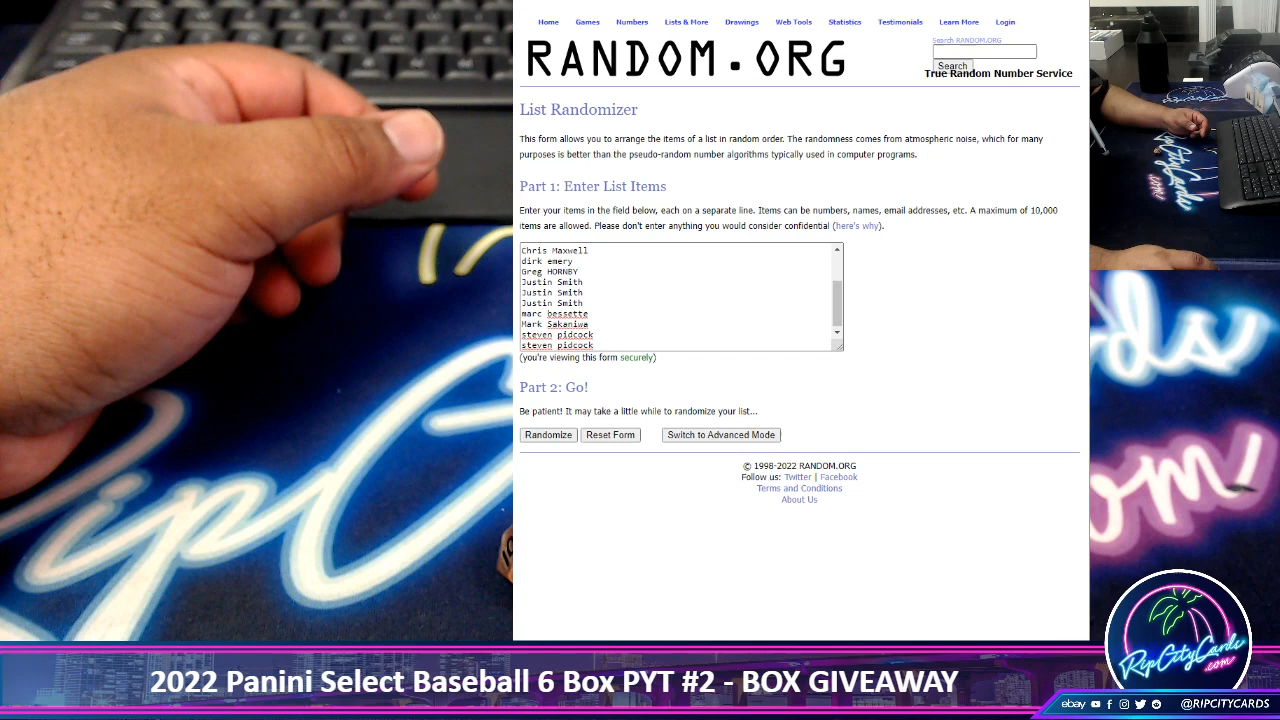 Home Games Numbers Lists & More Drawings Web Tools Statistics Testimonials Learn More Login
RANDOM.ORG
Search RANDOM.ORG
Search
True Random Number Service
List Randomizer
This form allows you to arrange the items of a list in random order. The randomness comes from atmospheric noise, which for many
purposes is better than the pseudo-random number algorithms typically used in computer programs.
Part 1: Enter List Items
Enter your items in the field below, each on a separate line. Items can be numbers, names, email addresses, etc. A maximum of 10,000
items are allowed. Please don't enter anything you would consider confidential (here's why).
Chris Maxwell
dirk emery
Greg HORNBY
Justin Smith
Justin Smith
Justin Smith
marc bessette
Mark Sakaniwa
steven pidcock
steven pidcock
(you're viewing this form securely)
Part 2: Go!
Be patient! It may take a little while to randomize your list...
Randomize Reset Form Switch to Advanced Mode
© 1998-2022 RANDOM.ORG
Follow us: Twitter | Facebook
Terms and Conditions
About Us
RipCityCards
.com
2022 Panini Select Baseball 6 Box PYT #2 - BOX GIVEAWAY
ebay @RIPCITYCARDS